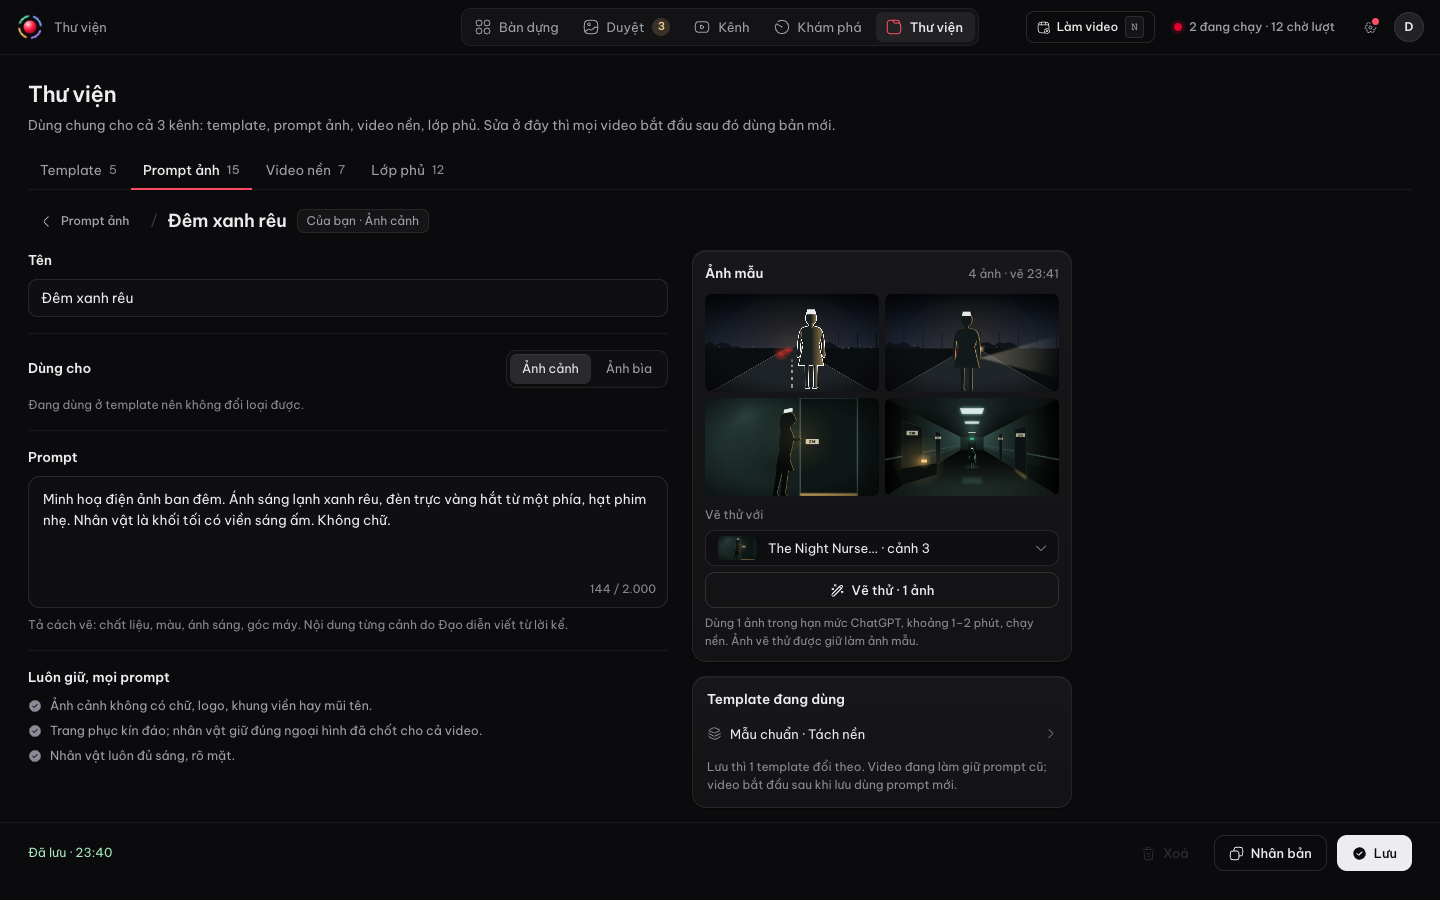 Thư viện
Bàn dựng
Duyệt 3
Kênh
Khám phá
Thư viện
Làm video N
2 đang chạy · 12 chờ lượt
D
Thư viện
Dùng chung cho cả 3 kênh: template, prompt ảnh, video nền, lớp phủ. Sửa ở đây thì mọi video bắt đầu sau đó dùng bản mới.
Template 5
Prompt ảnh 15
Video nền 7
Lớp phủ 12
Prompt ảnh / Đêm xanh rêu
Của bạn · Ảnh cảnh
Tên
Đêm xanh rêu
Dùng cho
Ảnh cảnh
Ảnh bìa
Đang dùng ở template nên không đổi loại được.
Prompt
Minh hoạ điện ảnh ban đêm. Ánh sáng lạnh xanh rêu, đèn trực vàng hắt từ một phía, hạt phim
nhẹ. Nhân vật là khối tối có viền sáng ấm. Không chữ.
144 / 2.000
Tả cách vẽ: chất liệu, màu, ánh sáng, góc máy. Nội dung từng cảnh do Đạo diễn viết từ lời kể.
Luôn giữ, mọi prompt
Ảnh cảnh không có chữ, logo, khung viền hay mũi tên.
Trang phục kín đáo; nhân vật giữ đúng ngoại hình đã chốt cho cả video.
Nhân vật luôn đủ sáng, rõ mặt.
Ảnh mẫu
4 ảnh · vẽ 23:41
Vẽ thử với
The Night Nurse... · cảnh 3
Vẽ thử · 1 ảnh
Dùng 1 ảnh trong hạn mức ChatGPT, khoảng 1–2 phút, chạy
nền. Ảnh vẽ thử được giữ làm ảnh mẫu.
Template đang dùng
Mẫu chuẩn · Tách nền
Lưu thì 1 template đổi theo. Video đang làm giữ prompt cũ;
video bắt đầu sau khi lưu dùng prompt mới.
Đã lưu · 23:40
Xoá
Nhân bản
Lưu